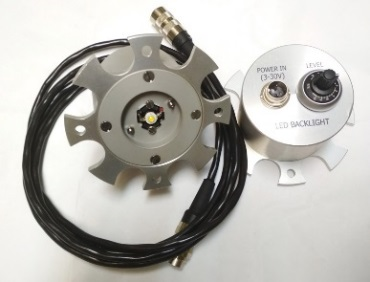 POWER IN
(3-30V)
LEVEL
LED BACKLIGHT